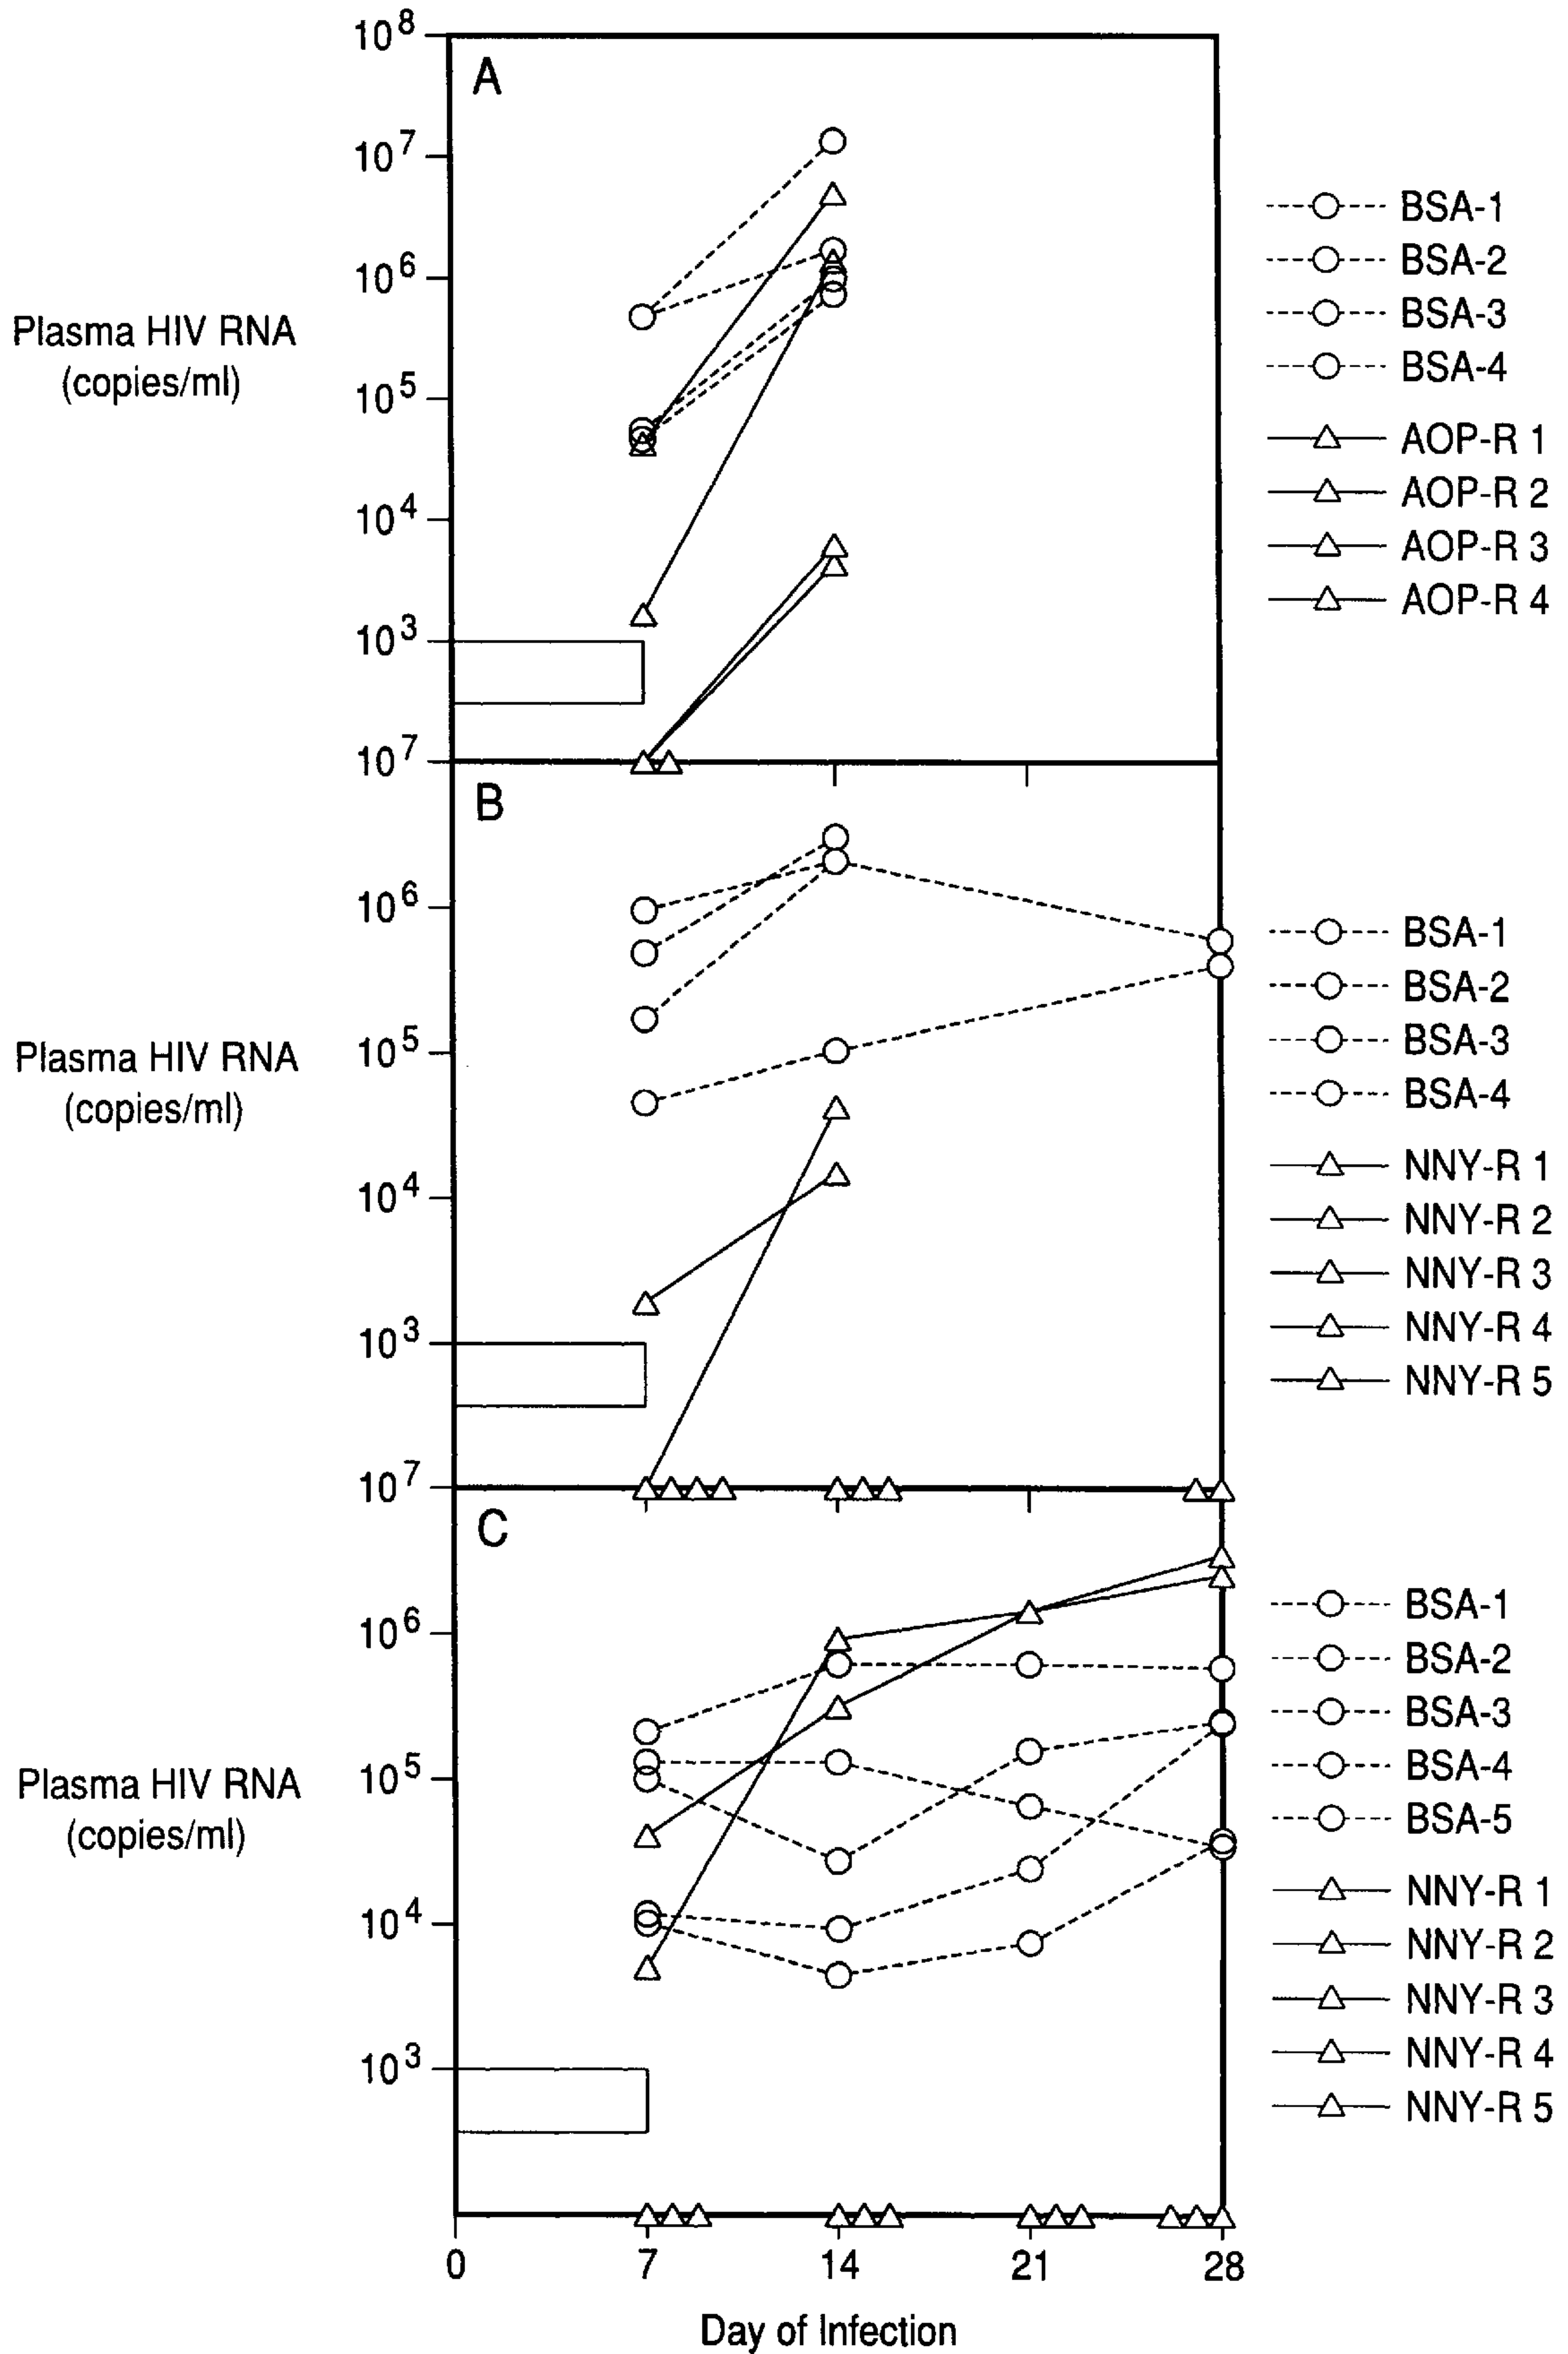 A
10^8
10^7
10^6
10^5
10^4
10^3
Plasma HIV RNA
(copies/ml)
BSA-1
BSA-2
BSA-3
BSA-4
AOP-R 1
AOP-R 2
AOP-R 3
AOP-R 4
B
10^7
10^6
10^5
10^4
10^3
Plasma HIV RNA
(copies/ml)
BSA-1
BSA-2
BSA-3
BSA-4
NNY-R 1
NNY-R 2
NNY-R 3
NNY-R 4
NNY-R 5
C
10^7
10^6
10^5
10^4
10^3
Plasma HIV RNA
(copies/ml)
BSA-1
BSA-2
BSA-3
BSA-4
BSA-5
NNY-R 1
NNY-R 2
NNY-R 3
NNY-R 4
NNY-R 5
0 7 14 21 28
Day of Infection